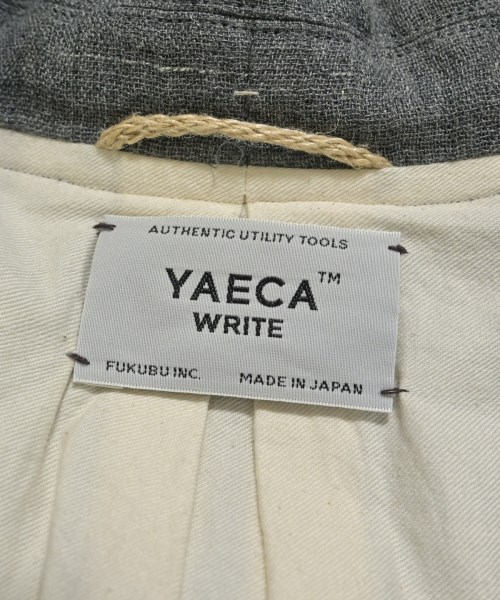 AUTHENTIC UTILITY TOOLS
YAECA™
WRITE
FUKUBU INC. MADE IN JAPAN